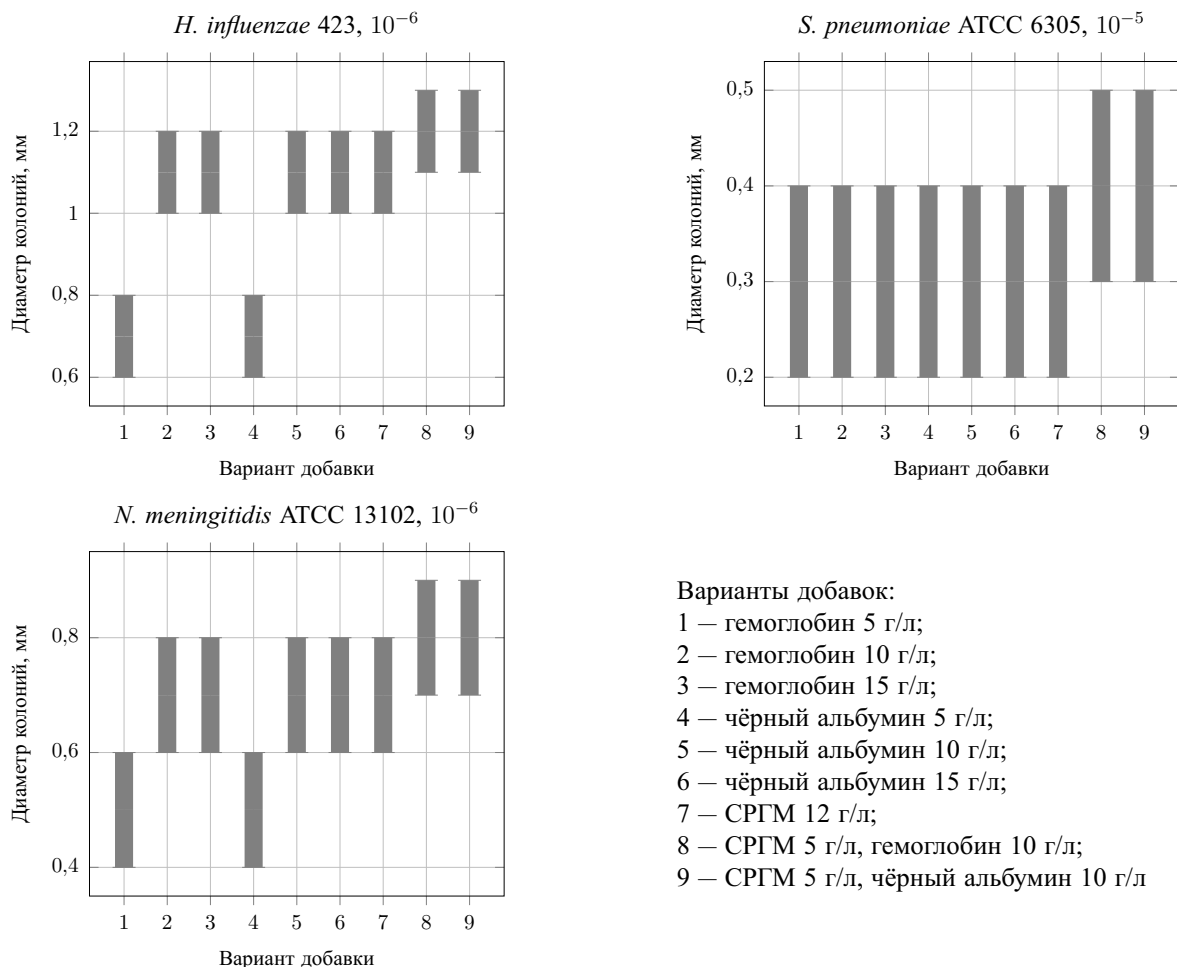 H. influenzae 423, 10⁻⁶
Диаметр колоний, мм
1,2
1
0,8
0,6
1 2 3 4 5 6 7 8 9
Вариант добавки
S. pneumoniae ATCC 6305, 10⁻⁵
Диаметр колоний, мм
0,5
0,4
0,3
0,2
1 2 3 4 5 6 7 8 9
Вариант добавки
N. meningitidis ATCC 13102, 10⁻⁶
Диаметр колоний, мм
0,8
0,6
0,4
1 2 3 4 5 6 7 8 9
Вариант добавки
Варианты добавок:
1 — гемоглобин 5 г/л;
2 — гемоглобин 10 г/л;
3 — гемоглобин 15 г/л;
4 — чёрный альбумин 5 г/л;
5 — чёрный альбумин 10 г/л;
6 — чёрный альбумин 15 г/л;
7 — СРГМ 12 г/л;
8 — СРГМ 5 г/л, гемоглобин 10 г/л;
9 — СРГМ 5 г/л, чёрный альбумин 10 г/л